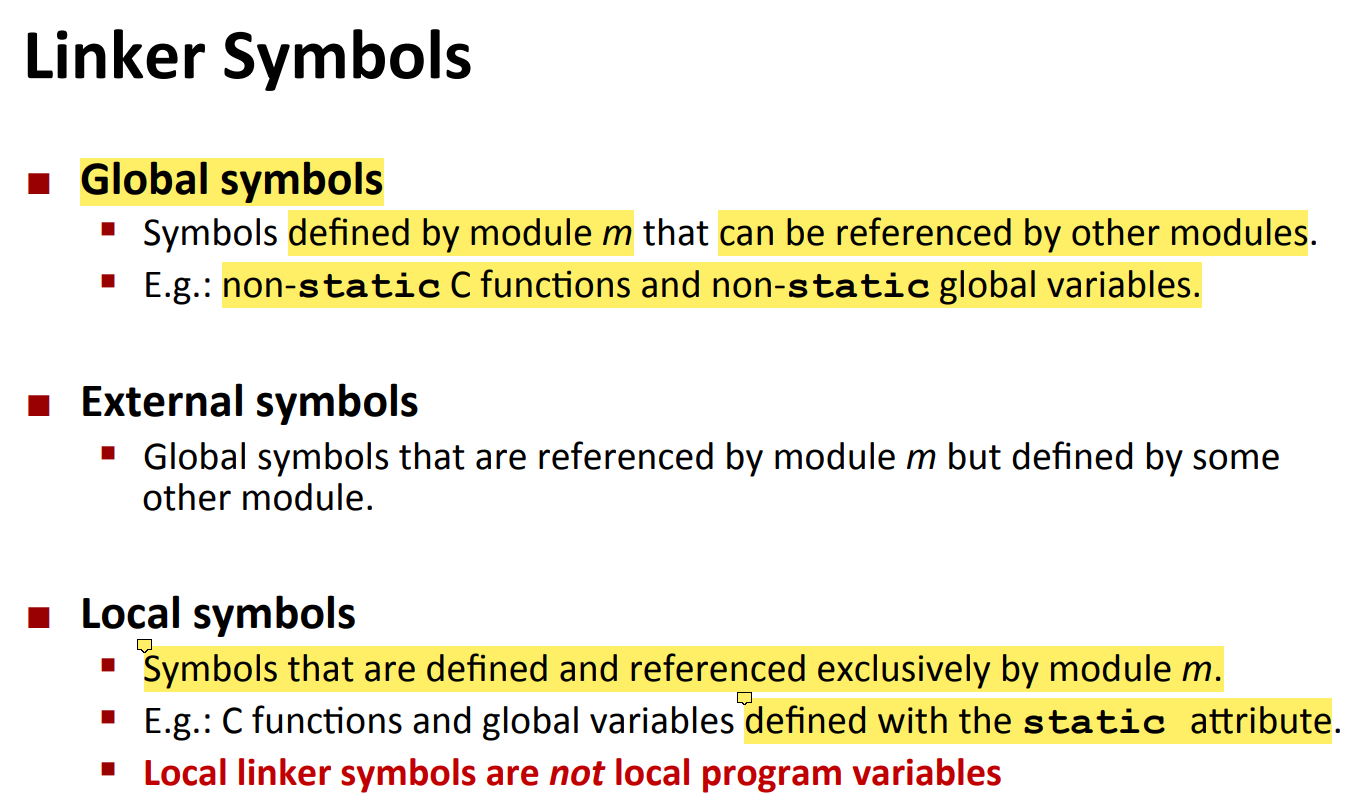 Linker Symbols
Global symbols
Symbols defined by module m that can be referenced by other modules.
E.g.: non-static C functions and non-static global variables.
External symbols
Global symbols that are referenced by module m but defined by some
other module.
Local symbols
Symbols that are defined and referenced exclusively by module m.
E.g.: C functions and global variables defined with the static attribute.
Local linker symbols are not local program variables